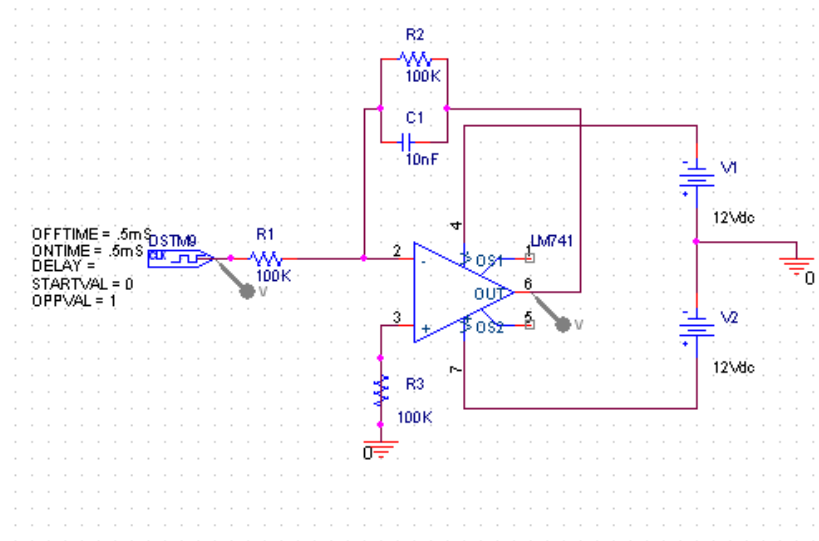 R2
100K
C1
10nF
V1
12Vdc
OFFTIME = .5mS
DSTM9
ONTIME = .5mS
CLK
DELAY =
STARTVAL = 0
OPPVAL = 1
R1
100K
V
2
-
4
OS1
1
LM741
6
OUT
V
3
+
OS2
5
7
0
V2
12Vdc
R3
100K
0